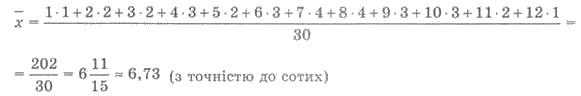 x̄ = (1·1+2·2+3·2+4·3+5·2+6·3+7·4+8·4+9·3+10·3+11·2+12·1)/30 =
= 202/30 = 6 11/15 ≈ 6,73 (з точністю до сотих)